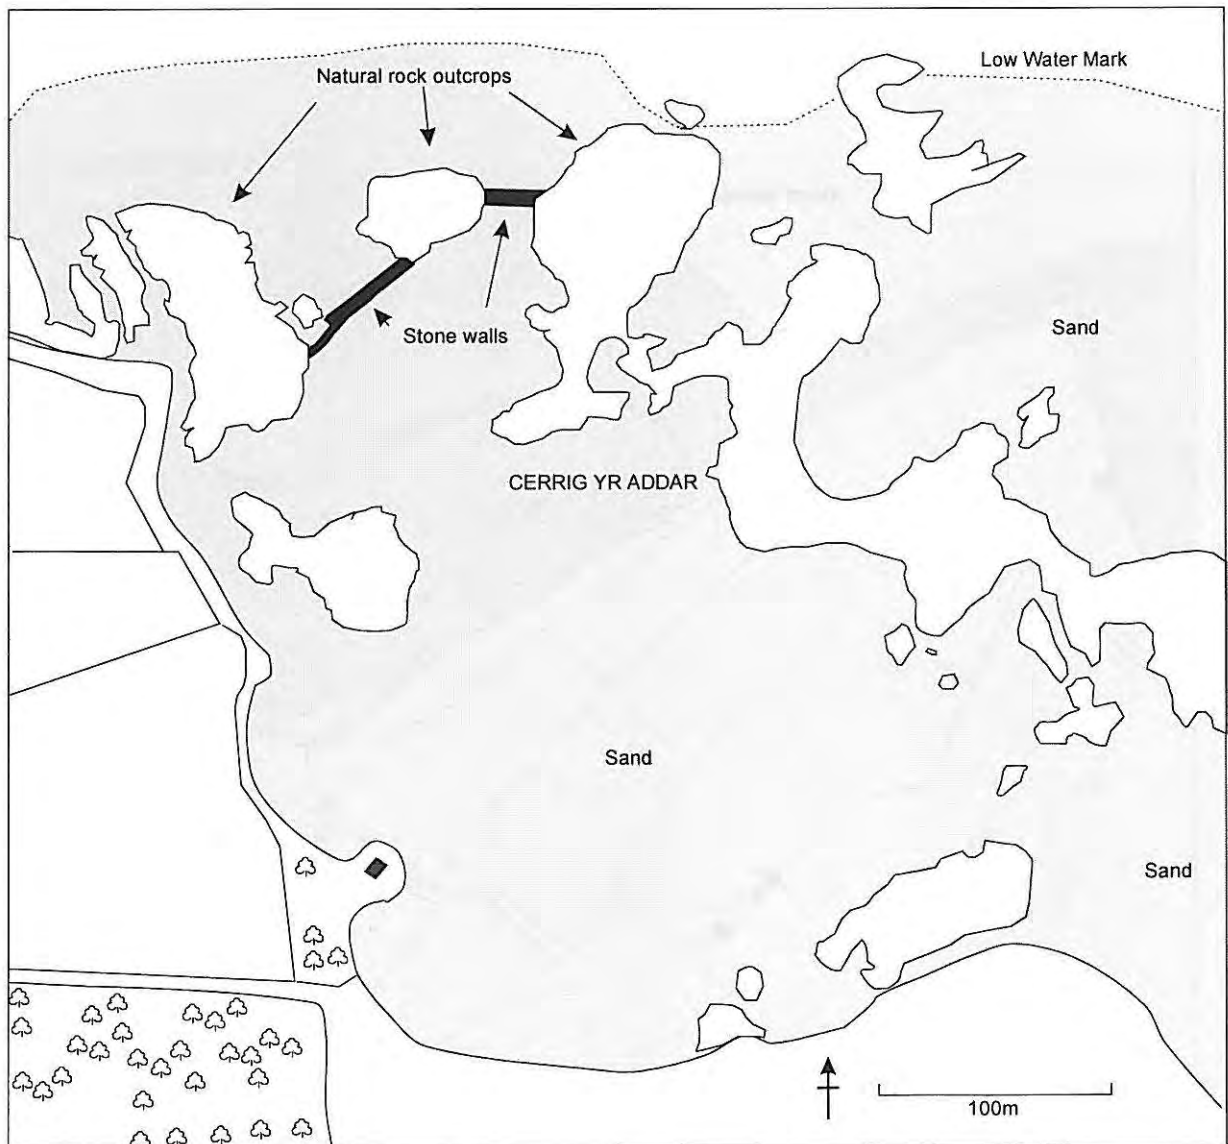 Low Water Mark
Natural rock outcrops
Stone walls
Sand
CERRIG YR ADDAR
Sand
Sand
100m